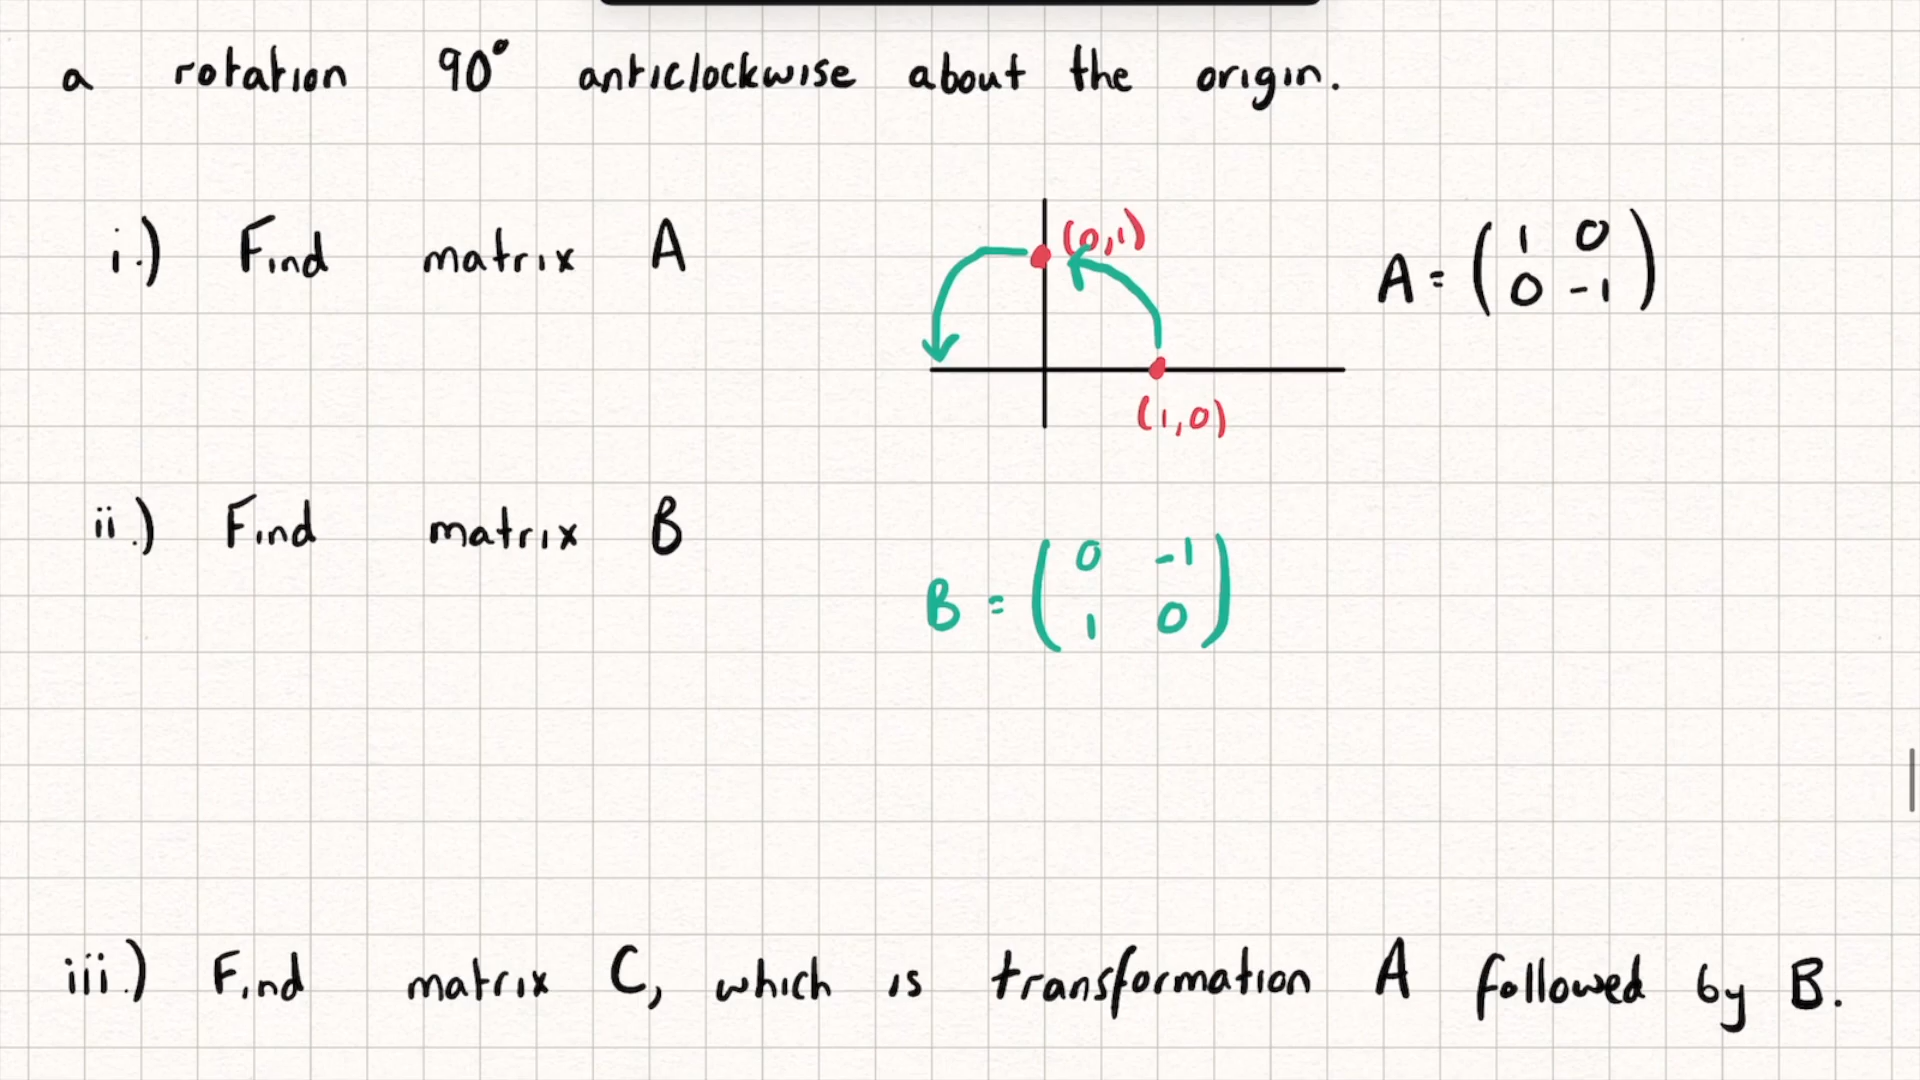 a rotation 90° anticlockwise about the origin.
i.) Find matrix A
(0,1)
(1,0)
A = ( 1 0
0 -1 )
ii.) Find matrix B
B = ( 0 -1
1 0 )
iii.) Find matrix C, which is transformation A followed by B.